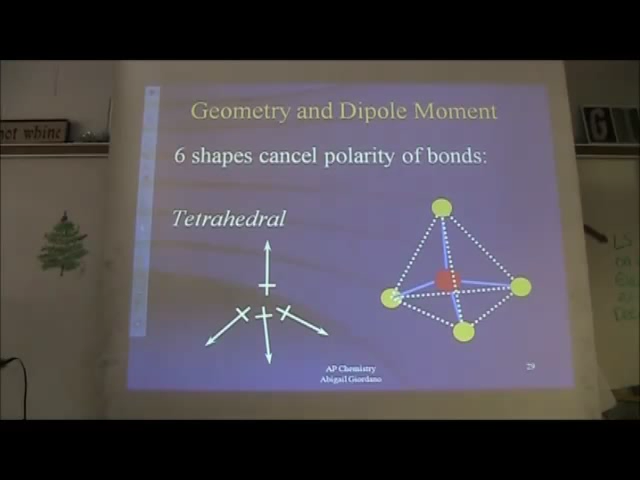 not whine
Geometry and Dipole Moment
6 shapes cancel polarity of bonds:
Tetrahedral
AP Chemistry
Abigail Giordano
29
G